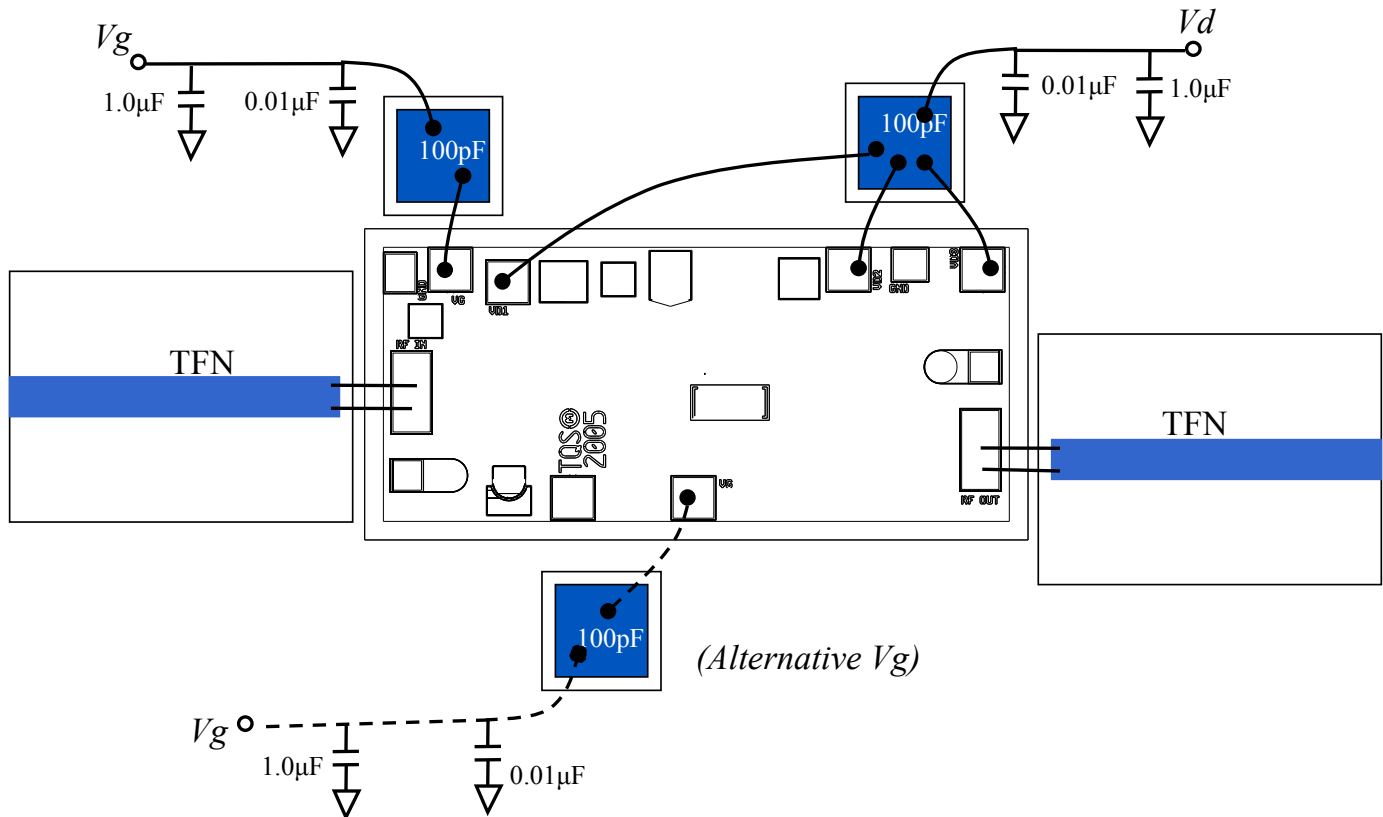 Vg
Vd
1.0μF
0.01μF
0.01μF
1.0μF
100pF
100pF
GND
VG
VD1
VD2
GND
VD3
RF IN
TFN
TFN
TQS
2005
VG
RF OUT
100pF
(Alternative Vg)
Vg
1.0μF
0.01μF